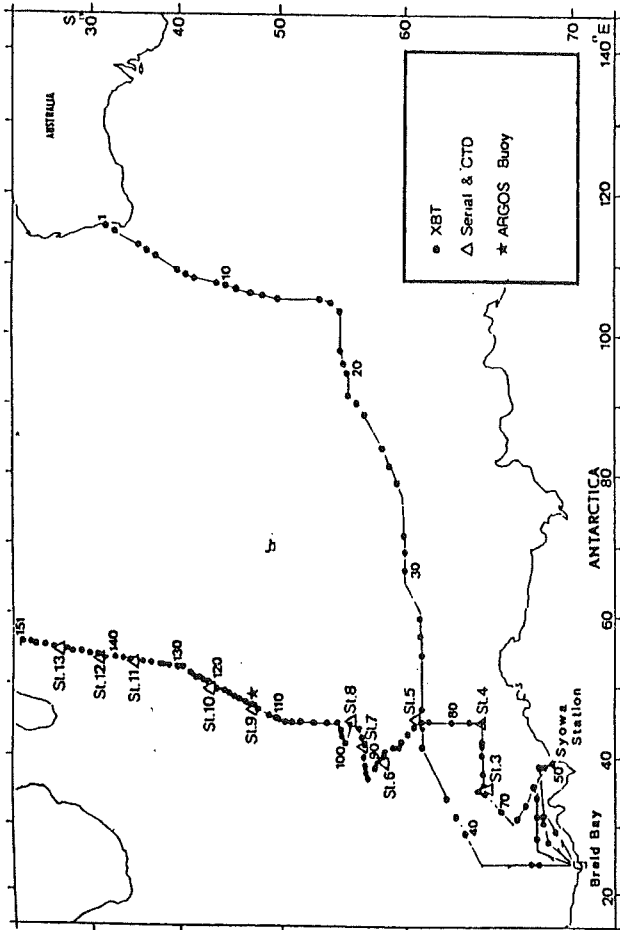 S
30
40
50
60
70
140°E
120
100
80
60
40
20
AUSTRALIA
ANTARCTICA
Syowa
Station
Breid Bay
● XBT
△ Serial & CTD
★ ARGOS Buoy
1
10
20
30
40
50
70
80
90
100
110
120
130
140
151
St.3
St.4
St.5
St.6
St.7
St.8
St.9
St.10
St.11
St.12
St.13